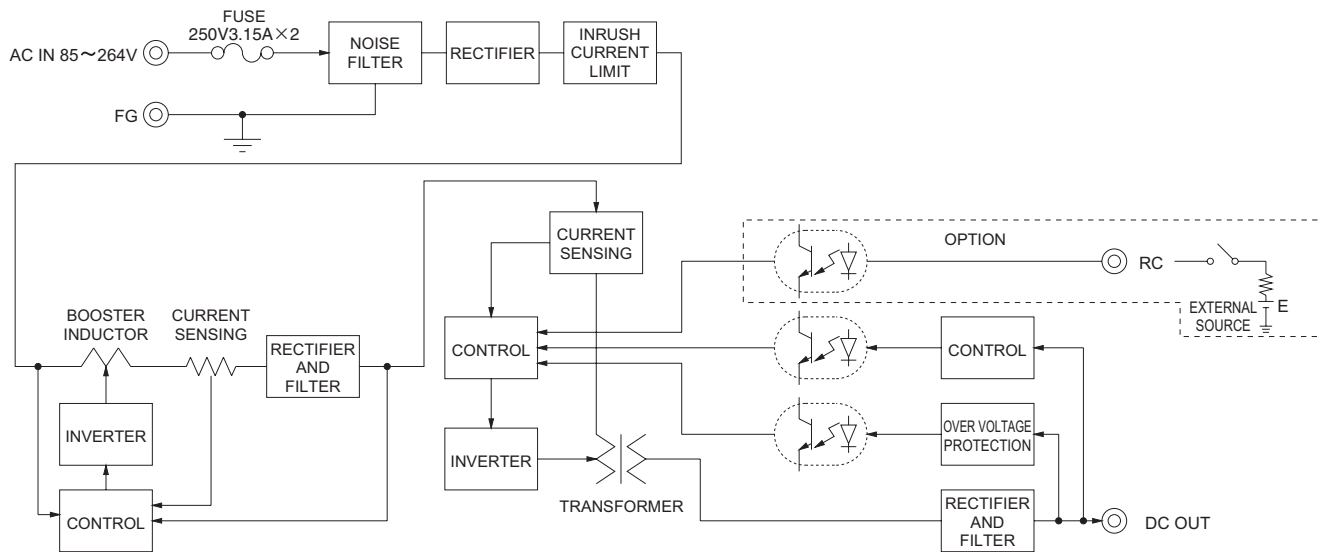 FUSE
250V3.15A×2
AC IN 85～264V
NOISE
FILTER
RECTIFIER
INRUSH
CURRENT
LIMIT
FG
CURRENT
SENSING
OPTION
RC
E
EXTERNAL
SOURCE
BOOSTER
INDUCTOR
CURRENT
SENSING
RECTIFIER
AND
FILTER
CONTROL
CONTROL
INVERTER
OVER VOLTAGE
PROTECTION
INVERTER
TRANSFORMER
CONTROL
RECTIFIER
AND
FILTER
DC OUT